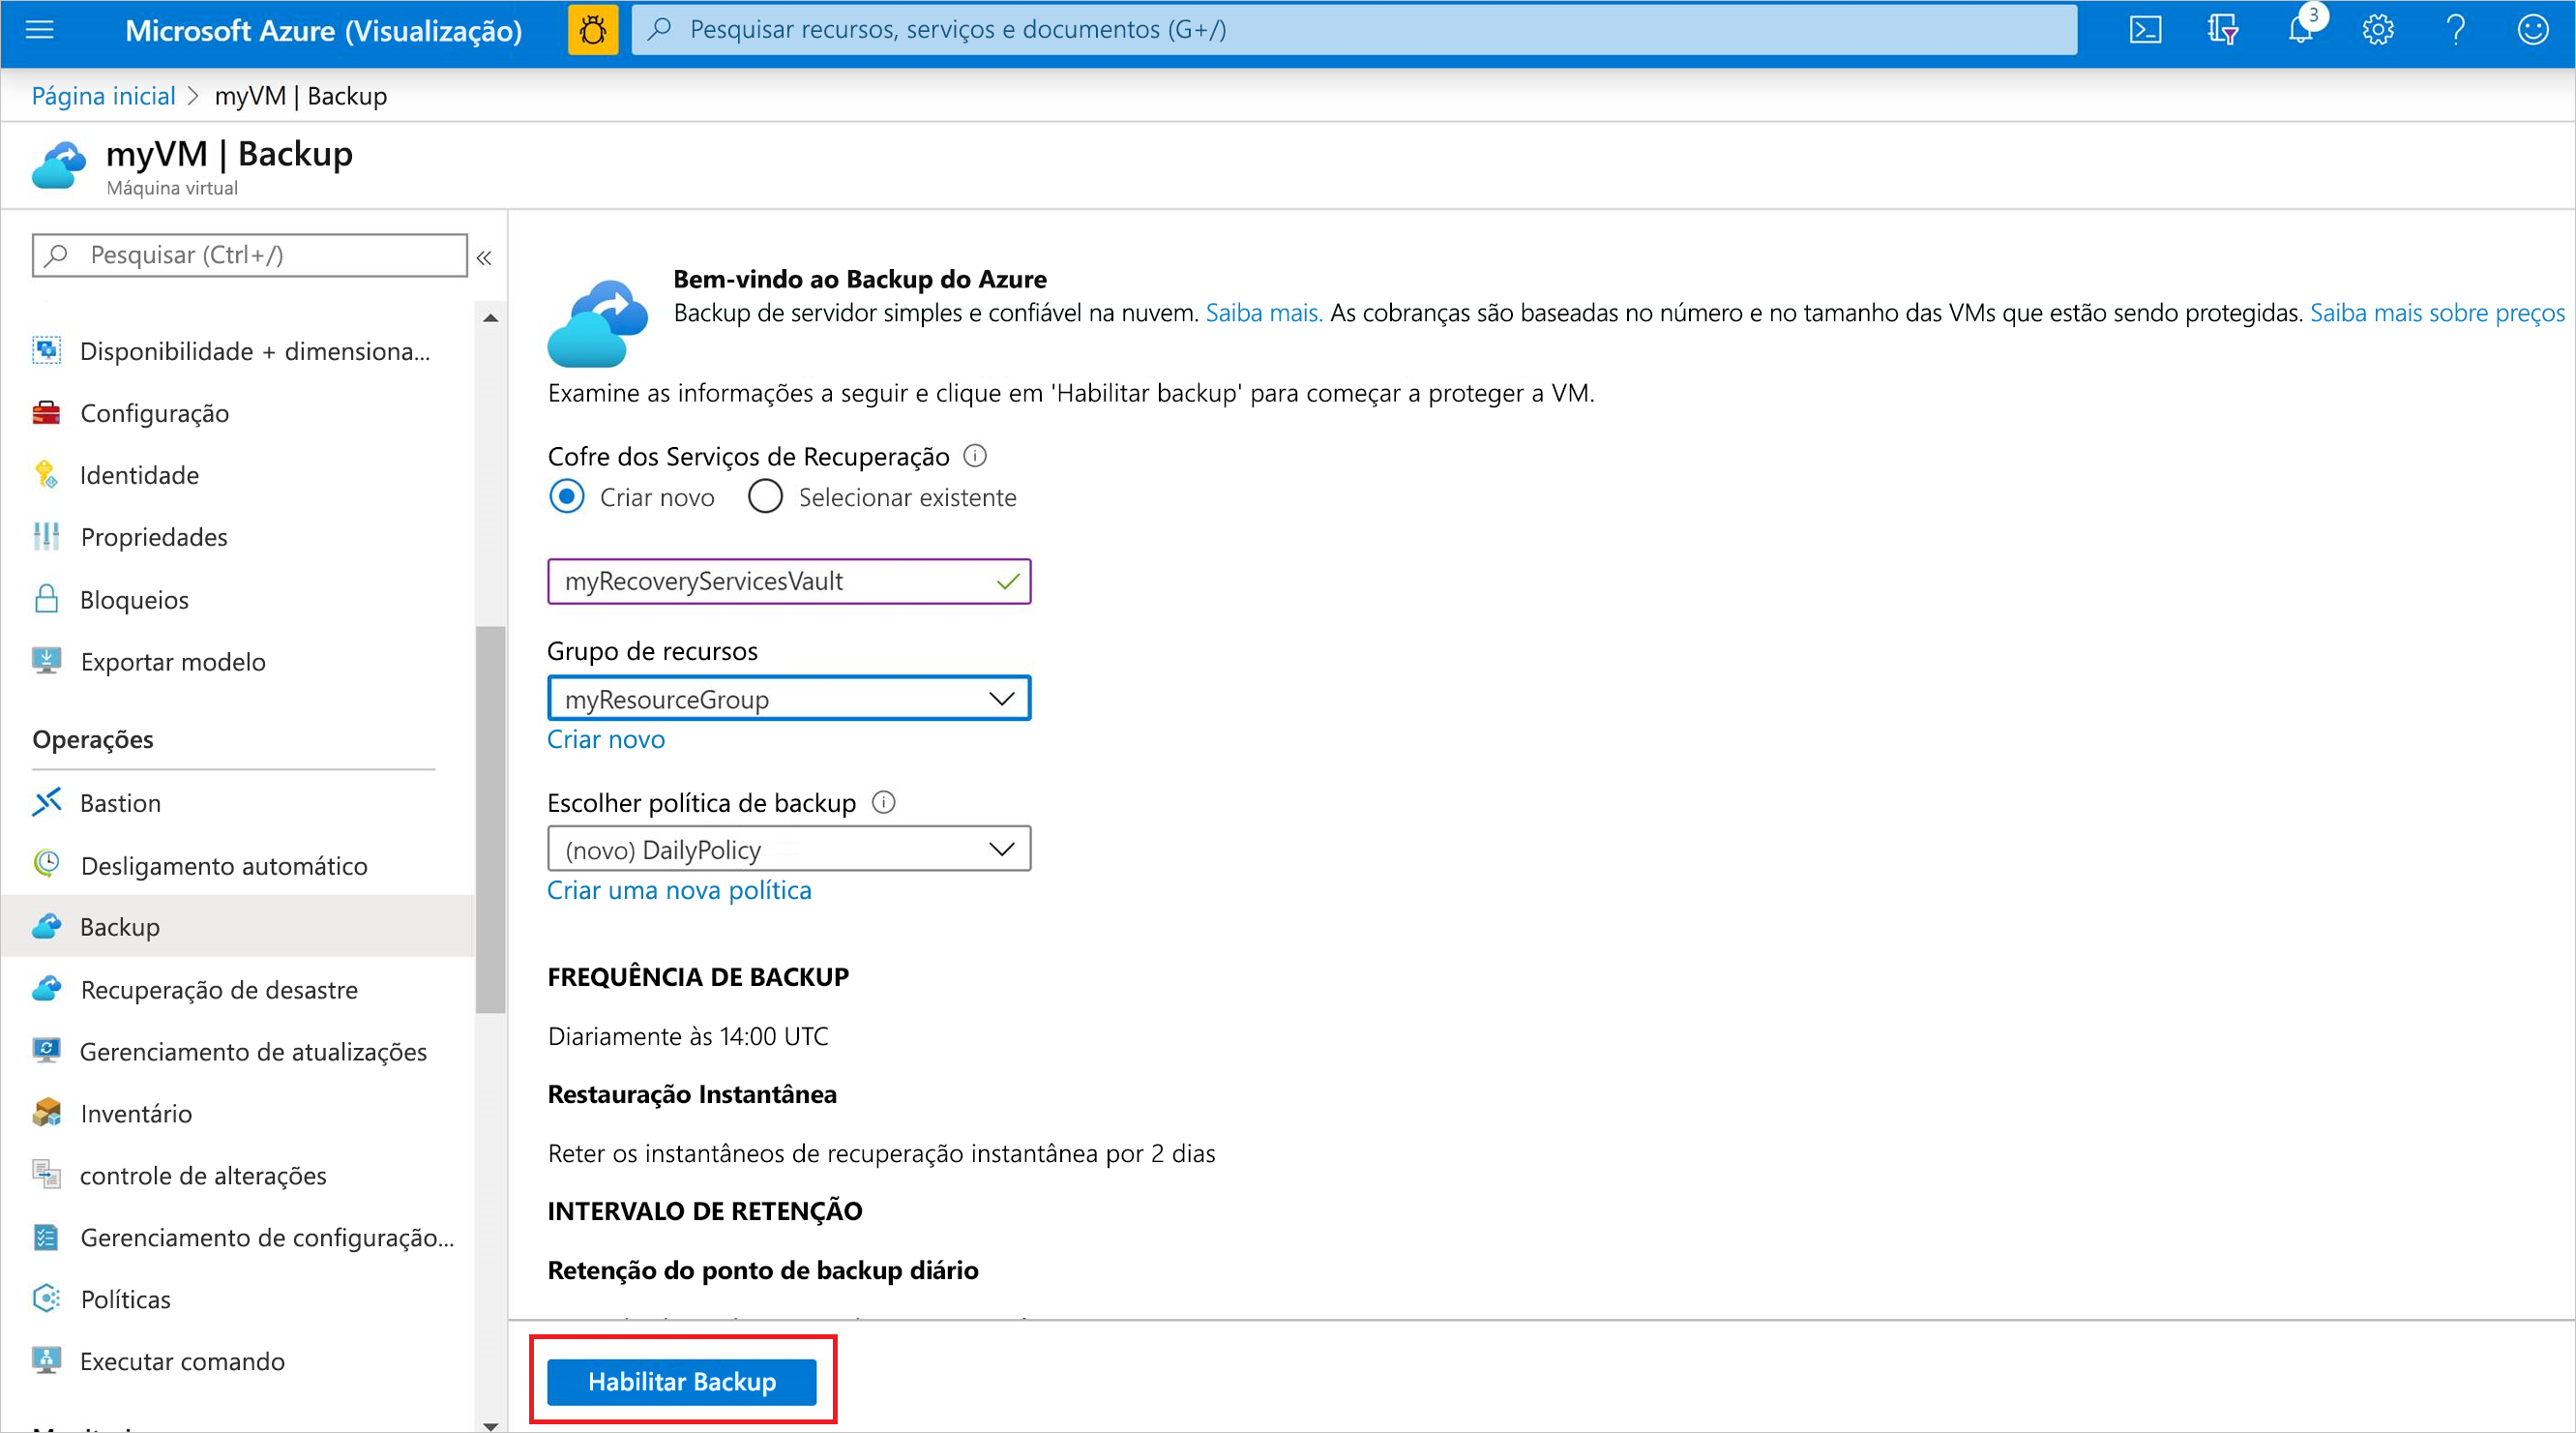 Microsoft Azure (Visualização)
Pesquisar recursos, serviços e documentos (G+/)
3
Página inicial > myVM | Backup
myVM | Backup
Máquina virtual
Pesquisar (Ctrl+/)
«
Disponibilidade + dimensiona...
Configuração
Identidade
Propriedades
Bloqueios
Exportar modelo
Operações
Bastion
Desligamento automático
Backup
Recuperação de desastre
Gerenciamento de atualizações
Inventário
controle de alterações
Gerenciamento de configuração...
Políticas
Executar comando
Bem-vindo ao Backup do Azure
Backup de servidor simples e confiável na nuvem. Saiba mais. As cobranças são baseadas no número e no tamanho das VMs que estão sendo protegidas. Saiba mais sobre preços
Examine as informações a seguir e clique em 'Habilitar backup' para começar a proteger a VM.
Cofre dos Serviços de Recuperação
Criar novo Selecionar existente
myRecoveryServicesVault
Grupo de recursos
myResourceGroup
Criar novo
Escolher política de backup
(novo) DailyPolicy
Criar uma nova política
FREQUÊNCIA DE BACKUP
Diariamente às 14:00 UTC
Restauração Instantânea
Reter os instantâneos de recuperação instantânea por 2 dias
INTERVALO DE RETENÇÃO
Retenção do ponto de backup diário
Habilitar Backup